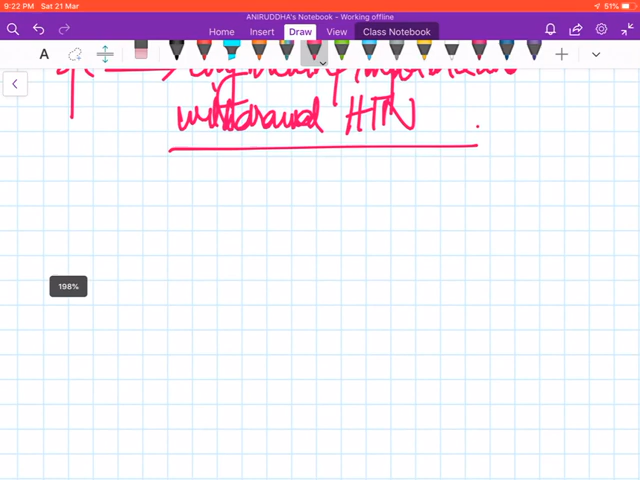 9:22 PM Sat 21 Mar 51%
ANIRUDDHA's Notebook - Working offline
Home Insert Draw View Class Notebook
A
withdrawal HTN
198%